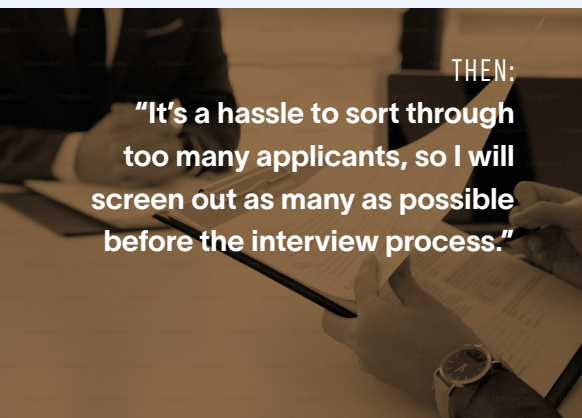 THEN:
“It’s a hassle to sort through
too many applicants, so I will
screen out as many as possible
before the interview process.”